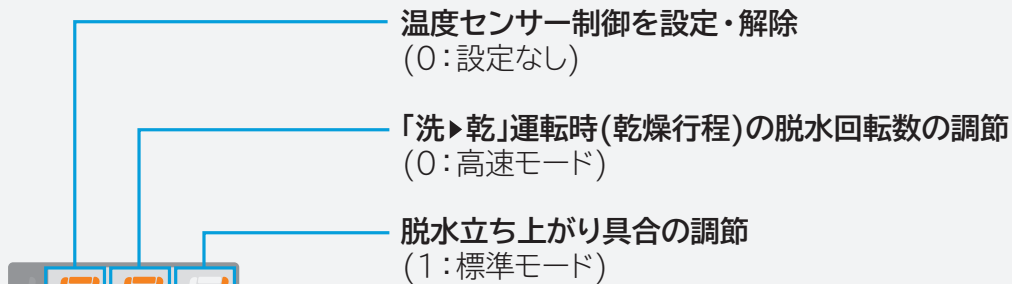 温度センサー制御を設定・解除
(0：設定なし)
「洗▶乾」運転時(乾燥行程)の脱水回転数の調節
(0：高速モード)
脱水立ち上がり具合の調節
(1：標準モード)